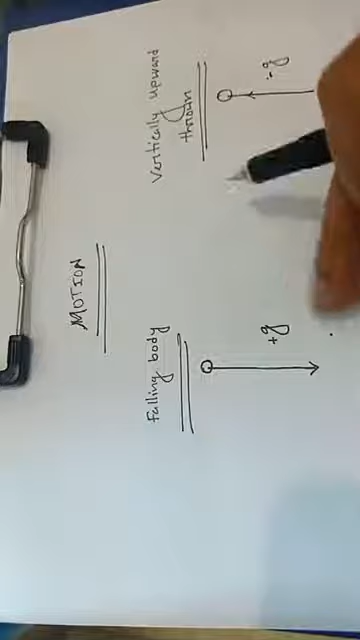 MOTION
Falling body
+g
Vertically upward
thrown
-g